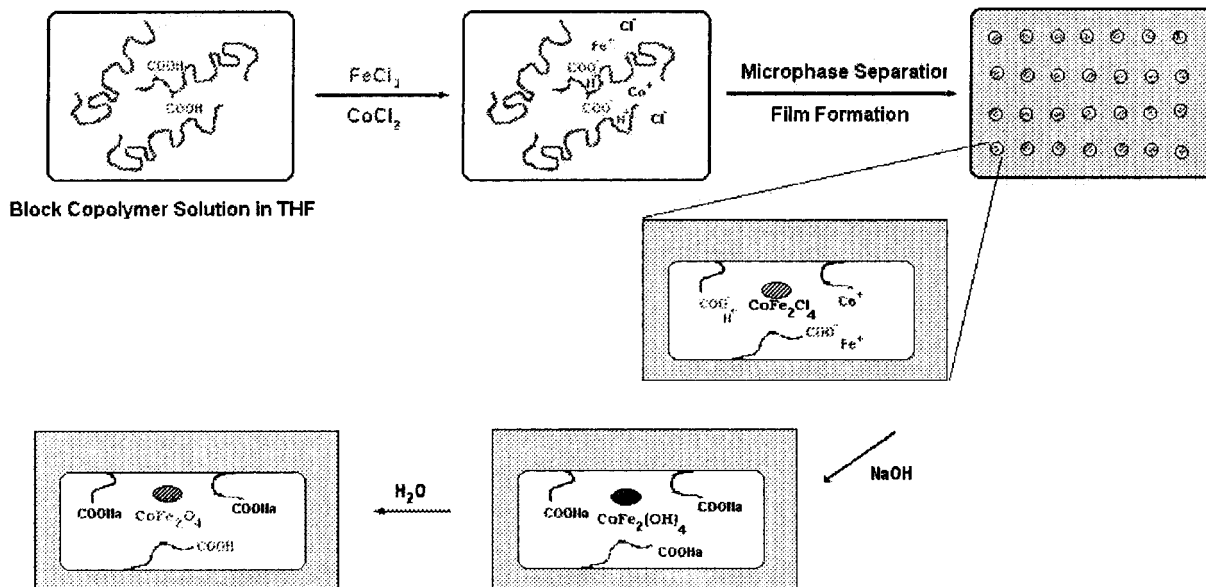 COOH
COOH
Block Copolymer Solution in THF
FeCl3
CoCl2
Cl-
Fe+
COO-
H+
Co+
COO-
H+
Cl-
Microphase Separation
Film Formation
COO-
H+
CoFe2Cl4
Co+
COO-
Fe+
NaOH
COONa
CoFe2(OH)4
COONa
COONa
H2O
COONa
CoFe2O4
COONa
COOH